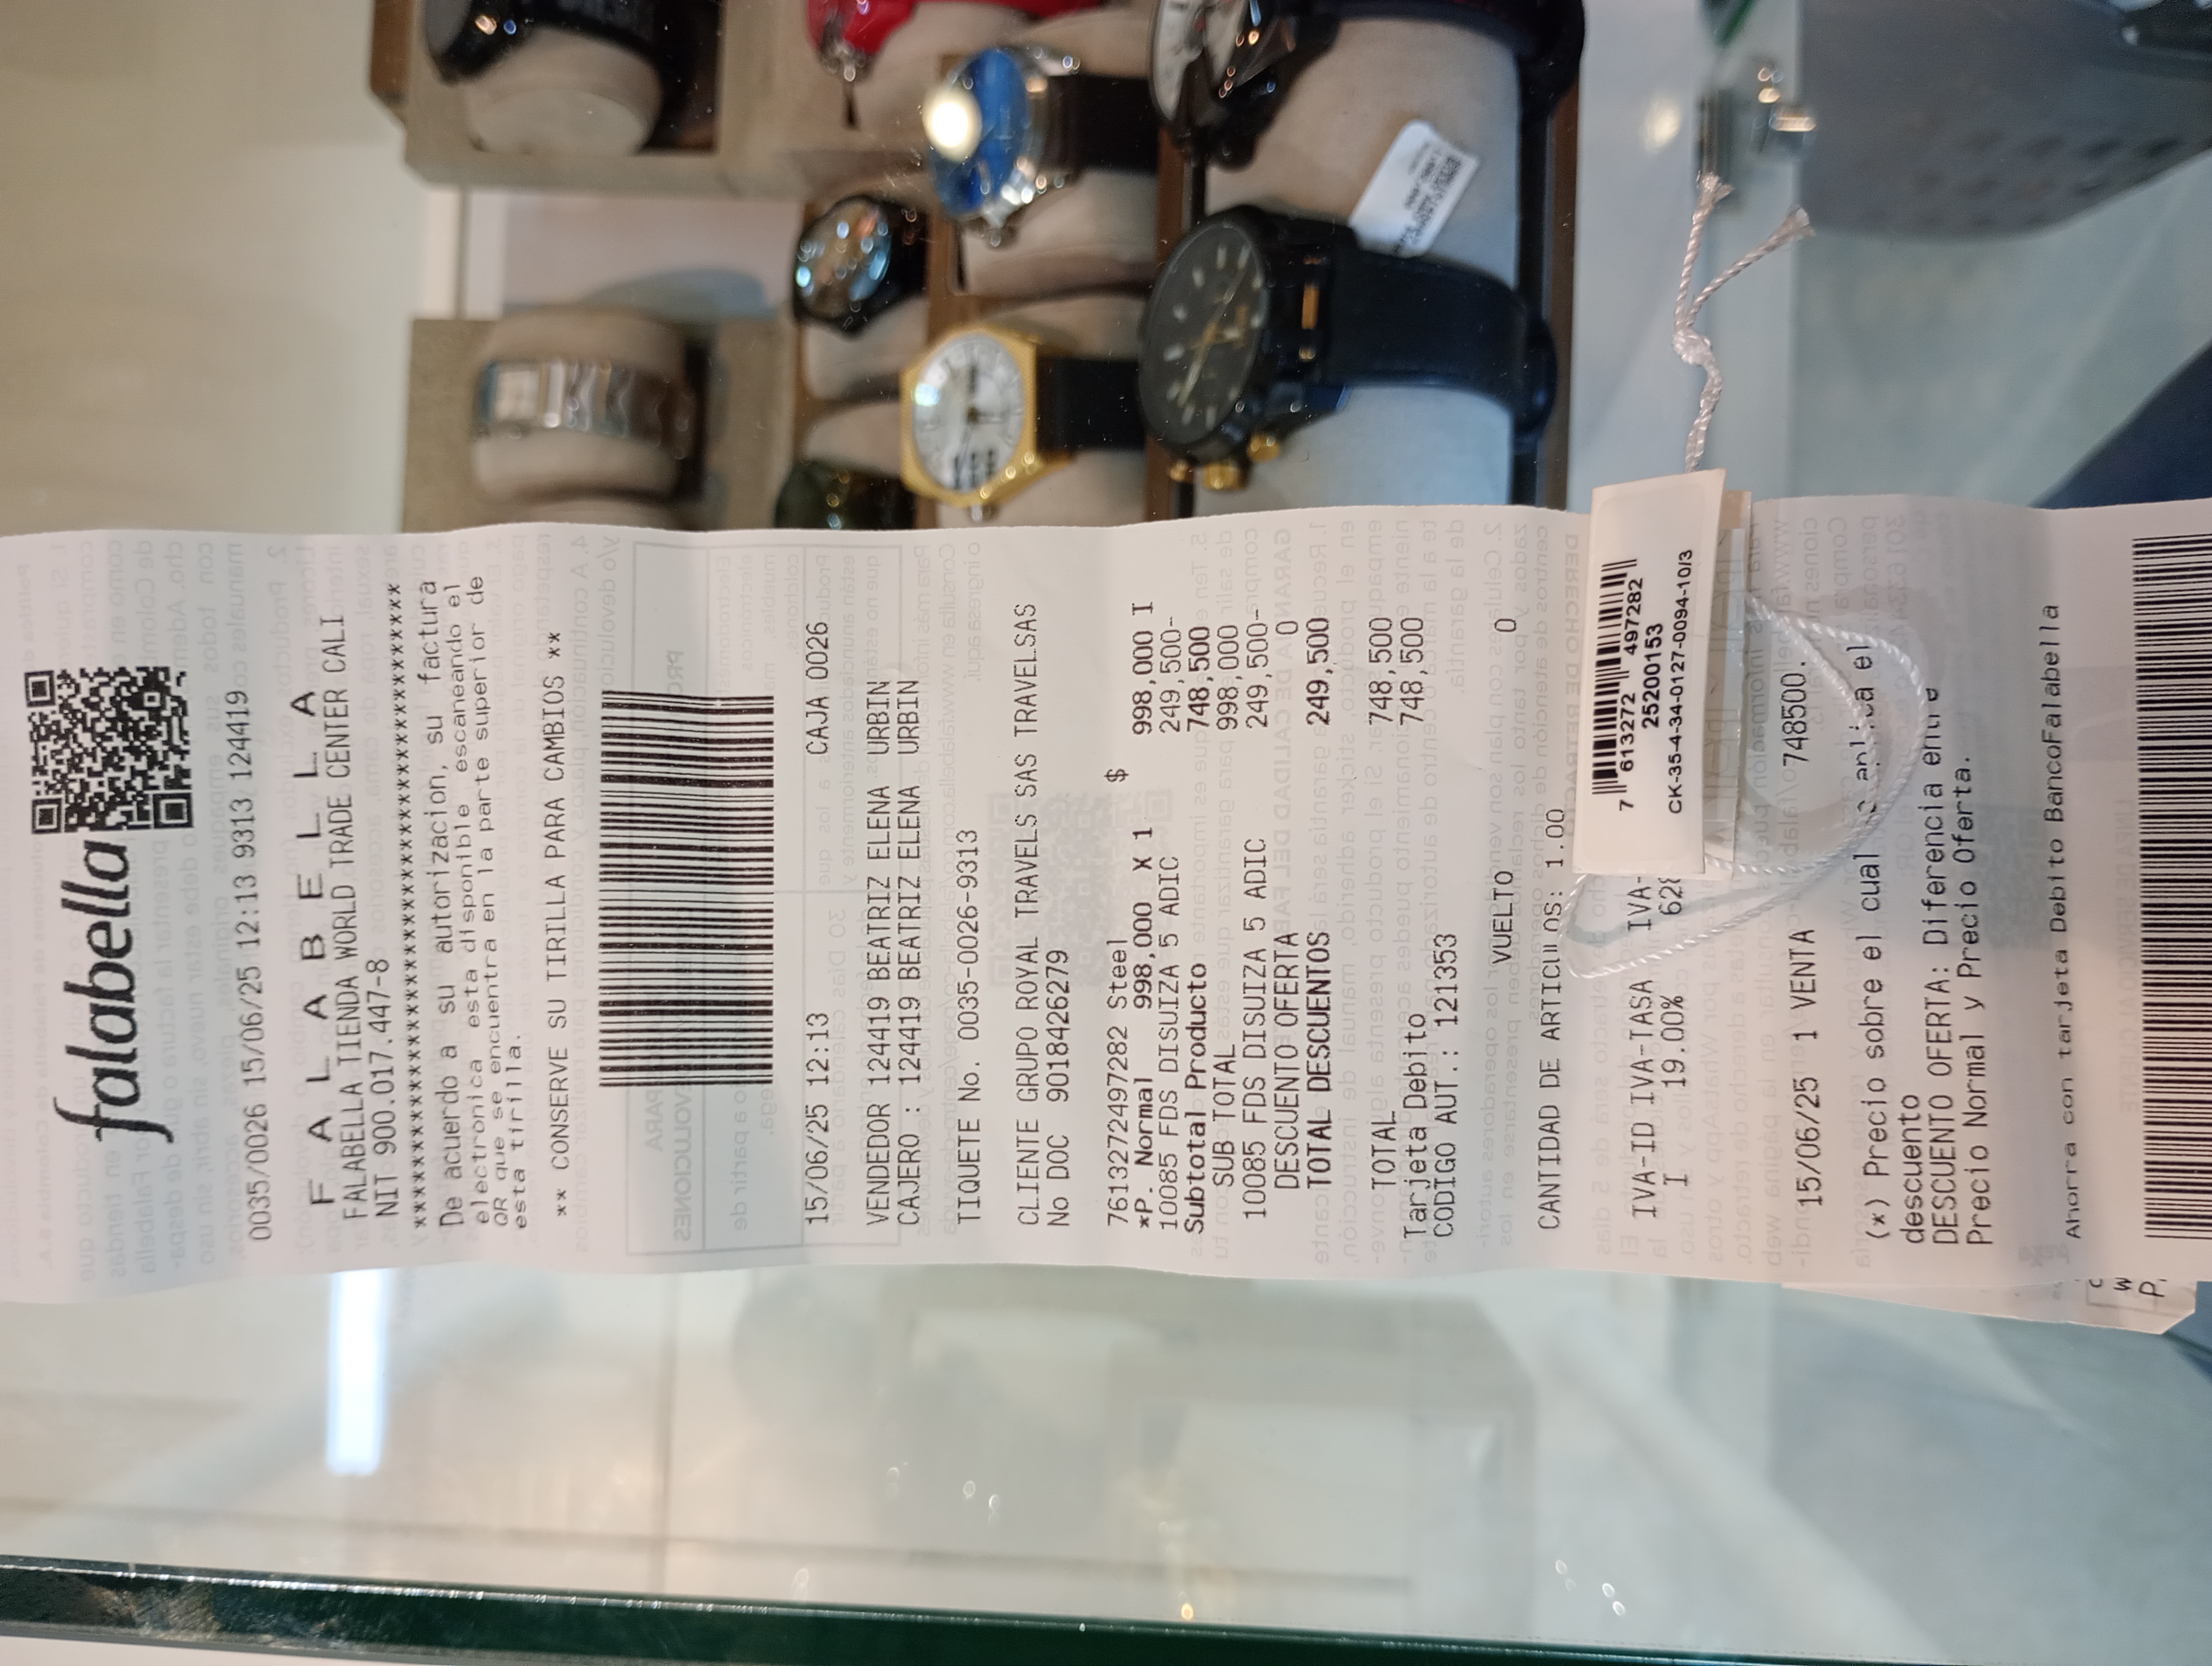 falabella
0035/0026 15/06/25 12:13 9313 124419
F A L A B E L L A
FALABELLA TIENDA WORLD TRADE CENTER CALI
NIT 900.017.447-8
De acuerdo a su autorizacion, su factura
electronica esta disponible escaneando el
QR que se encuentra en la parte superior de
esta tirilla.
** CONSERVE SU TIRILLA PARA CAMBIOS **
15/06/25 12:13 CAJA 0026
VENDEDOR 124419 BEATRIZ ELENA URBIN
CAJERO : 124419 BEATRIZ ELENA URBIN
TIQUETE No. 0035-0026-9313
CLIENTE GRUPO ROYAL TRAVELS SAS TRAVELSAS
No DOC 9018426279
$
7613272497282 Steel
*P. Normal 998,000 X 1 998,000 I
10085 FDS DISUIZA 5 ADIC 249,500-
Subtotal Producto 748,500
SUB TOTAL 998,000
10085 FDS DISUIZA 5 ADIC 249,500-
DESCUENTO OFERTA 0
TOTAL DESCUENTOS 249,500
TOTAL 748,500
Tarjeta Debito 748,500
CODIGO AUT.: 121353
VUELTO 0
CANTIDAD DE ARTICULOS: 1.00
IVA-ID IVA-TASA IVA-
I 19.00% 628
15/06/25 1 VENTA 748500.
(*) Precio sobre el cual se aplica el
descuento
DESCUENTO OFERTA: Diferencia entre
Precio Normal y Precio Oferta.
Ahorra con tarjeta Debito BancoFalabella
7 613272 497282
25200153
CK-35-4-34-0127-0094-10/3